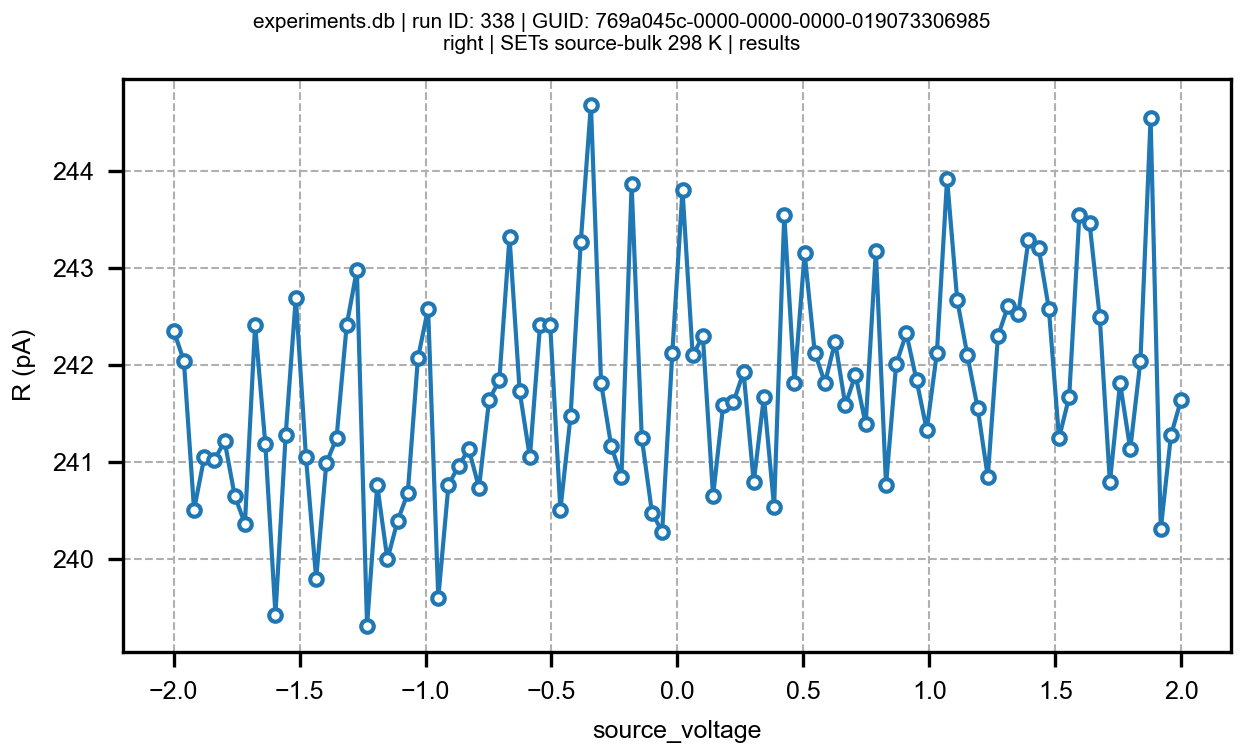 experiments.db | run ID: 338 | GUID: 769a045c-0000-0000-0000-019073306985
right | SETs source-bulk 298 K | results
R (pA)
244
243
242
241
240
−2.0 −1.5 −1.0 −0.5 0.0 0.5 1.0 1.5 2.0
source_voltage